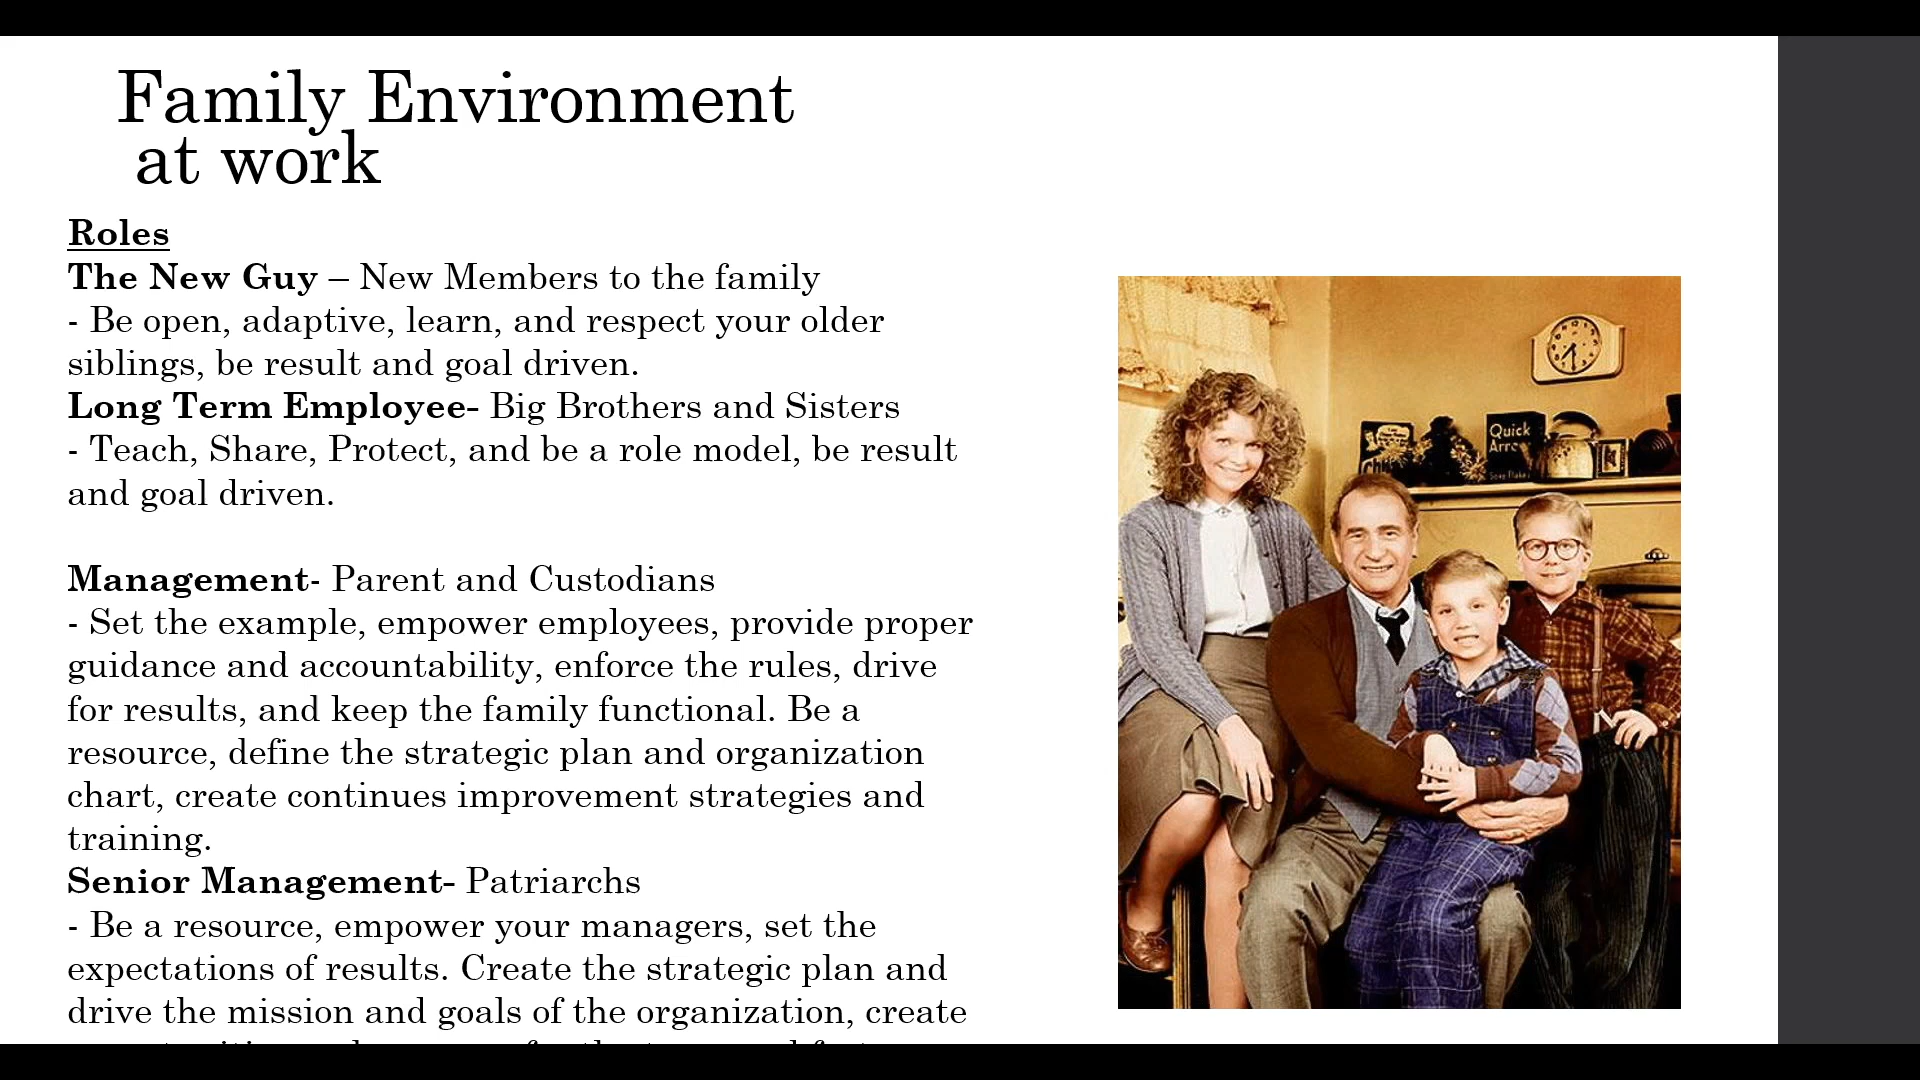 Family Environment
at work
Roles
The New Guy – New Members to the family
- Be open, adaptive, learn, and respect your older
siblings, be result and goal driven.
Long Term Employee- Big Brothers and Sisters
- Teach, Share, Protect, and be a role model, be result
and goal driven.
Management- Parent and Custodians
- Set the example, empower employees, provide proper
guidance and accountability, enforce the rules, drive
for results, and keep the family functional. Be a
resource, define the strategic plan and organization
chart, create continues improvement strategies and
training.
Senior Management- Patriarchs
- Be a resource, empower your managers, set the
expectations of results. Create the strategic plan and
drive the mission and goals of the organization, create
Quick